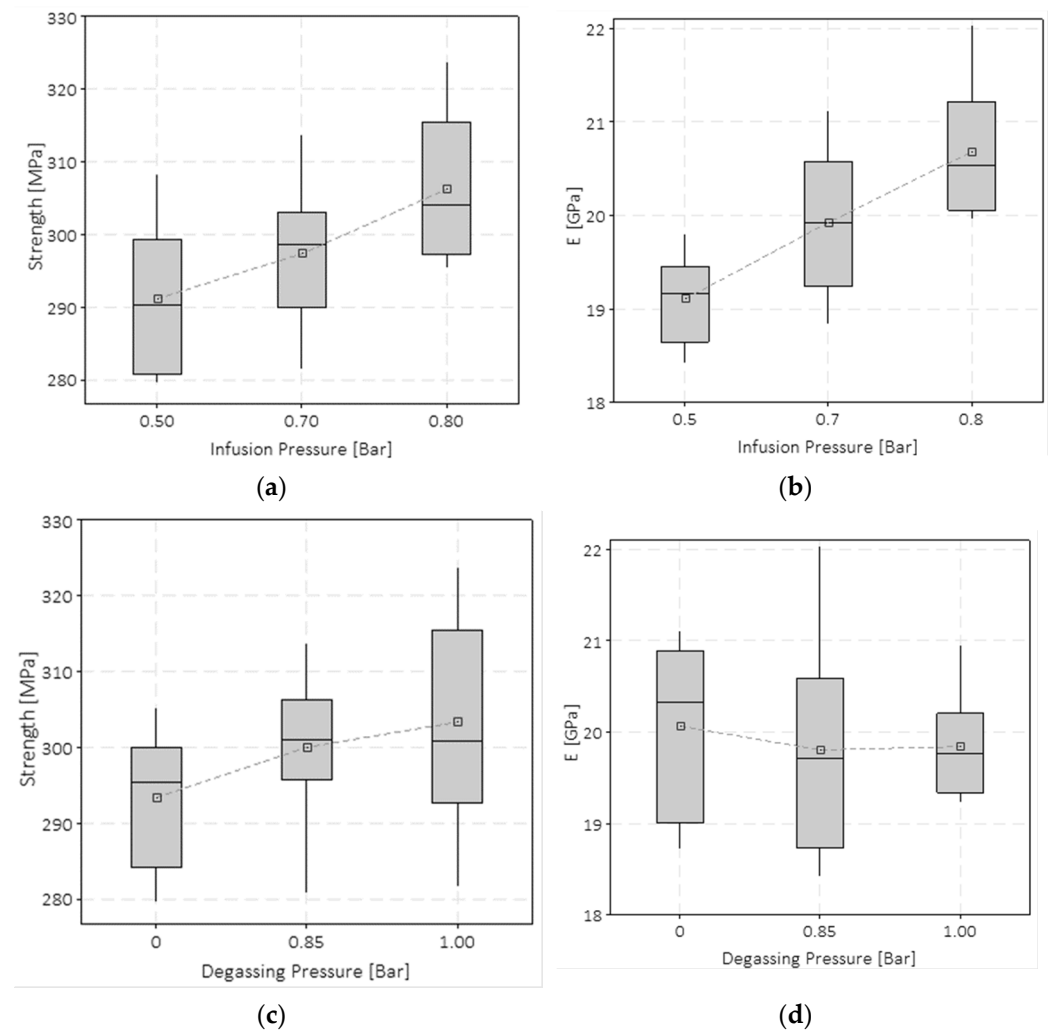 330
320
310
300
290
280
Strength [MPa]
0.50 0.70 0.80
Infusion Pressure [Bar]
(a)
22
21
20
19
18
E [GPa]
0.5 0.7 0.8
Infusion Pressure [Bar]
(b)
330
320
310
300
290
280
Strength [MPa]
0 0.85 1.00
Degassing Pressure [Bar]
(c)
22
21
20
19
18
E [GPa]
0 0.85 1.00
Degassing Pressure [Bar]
(d)